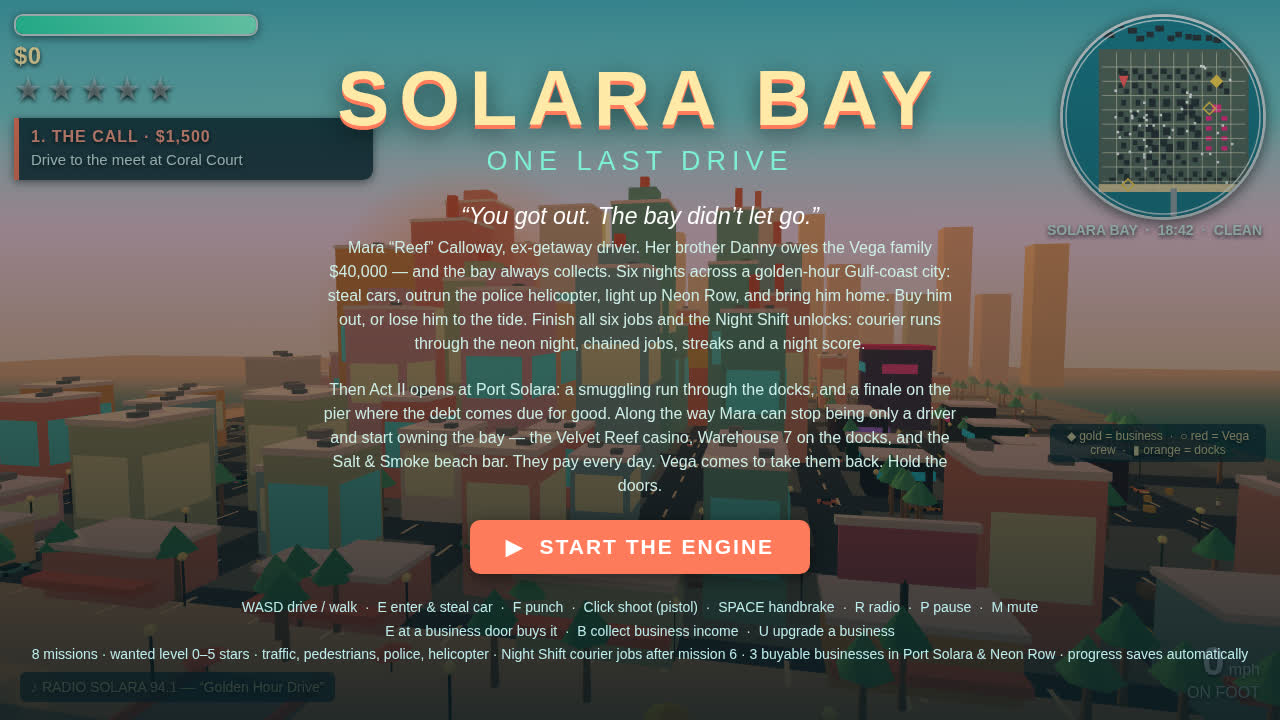 $0
★★★★★
1. THE CALL · $1,500
Drive to the meet at Coral Court
SOLARA BAY
ONE LAST DRIVE
SOLARA BAY · 18:42 · CLEAN
“You got out. The bay didn’t let go.”
Mara “Reef” Calloway, ex-getaway driver. Her brother Danny owes the Vega family
$40,000 — and the bay always collects. Six nights across a golden-hour Gulf-coast city:
steal cars, outrun the police helicopter, light up Neon Row, and bring him home. Buy him
out, or lose him to the tide. Finish all six jobs and the Night Shift unlocks: courier runs
through the neon night, chained jobs, streaks and a night score.
Then Act II opens at Port Solara: a smuggling run through the docks, and a finale on the
pier where the debt comes due for good. Along the way Mara can stop being only a driver
and start owning the bay — the Velvet Reef casino, Warehouse 7 on the docks, and the
Salt & Smoke beach bar. They pay every day. Vega comes to take them back. Hold the
doors.
◆ gold = business · ○ red = Vega
crew · ▮ orange = docks
▶ START THE ENGINE
WASD drive / walk · E enter & steal car · F punch · Click shoot (pistol) · SPACE handbrake · R radio · P pause · M mute
E at a business door buys it · B collect business income · U upgrade a business
8 missions · wanted level 0–5 stars · traffic, pedestrians, police, helicopter · Night Shift courier jobs after mission 6 · 3 buyable businesses in Port Solara & Neon Row · progress saves automatically
0 mph
ON FOOT
♪ RADIO SOLARA 94.1 — “Golden Hour Drive”